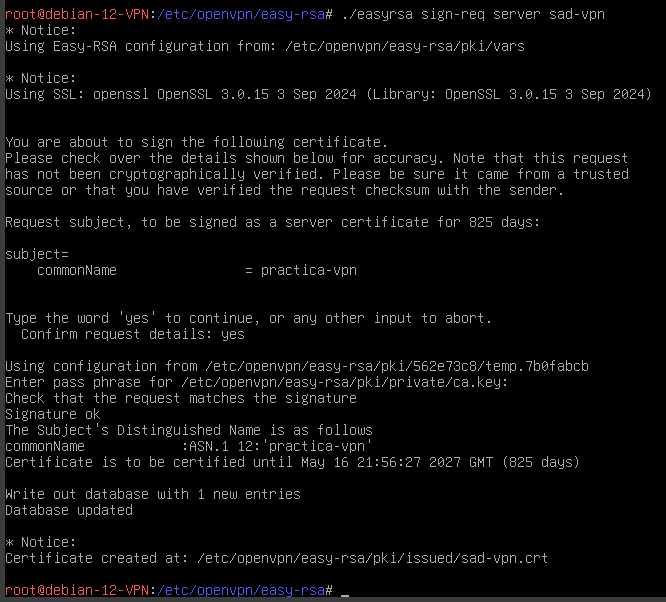 root@debian-12-VPN:/etc/openvpn/easy-rsa# ./easyrsa sign-req server sad-vpn
* Notice:
Using Easy-RSA configuration from: /etc/openvpn/easy-rsa/pki/vars
* Notice:
Using SSL: openssl OpenSSL 3.0.15 3 Sep 2024 (Library: OpenSSL 3.0.15 3 Sep 2024)
You are about to sign the following certificate.
Please check over the details shown below for accuracy. Note that this request
has not been cryptographically verified. Please be sure it came from a trusted
source or that you have verified the request checksum with the sender.
Request subject, to be signed as a server certificate for 825 days:
subject=
    commonName                = practica-vpn
Type the word 'yes' to continue, or any other input to abort.
  Confirm request details: yes
Using configuration from /etc/openvpn/easy-rsa/pki/562e73c8/temp.7b0fabcb
Enter pass phrase for /etc/openvpn/easy-rsa/pki/private/ca.key:
Check that the request matches the signature
Signature ok
The Subject's Distinguished Name is as follows
commonName            :ASN.1 12:'practica-vpn'
Certificate is to be certified until May 16 21:56:27 2027 GMT (825 days)
Write out database with 1 new entries
Database updated
* Notice:
Certificate created at: /etc/openvpn/easy-rsa/pki/issued/sad-vpn.crt
root@debian-12-VPN:/etc/openvpn/easy-rsa# _